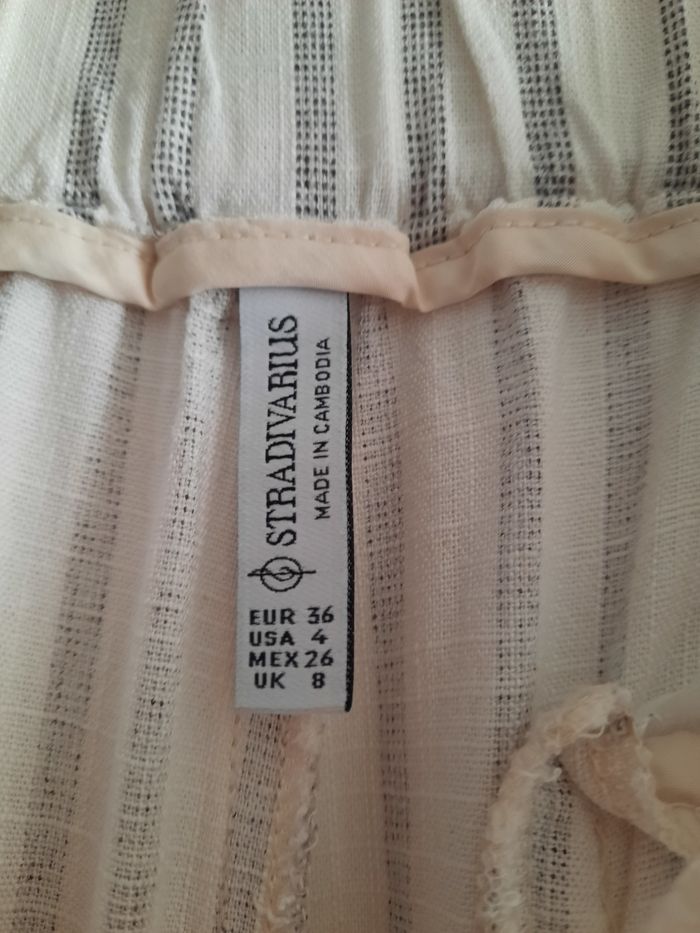 STRADIVARIUS
MADE IN CAMBODIA
EUR 36
USA 4
MEX 26
UK 8